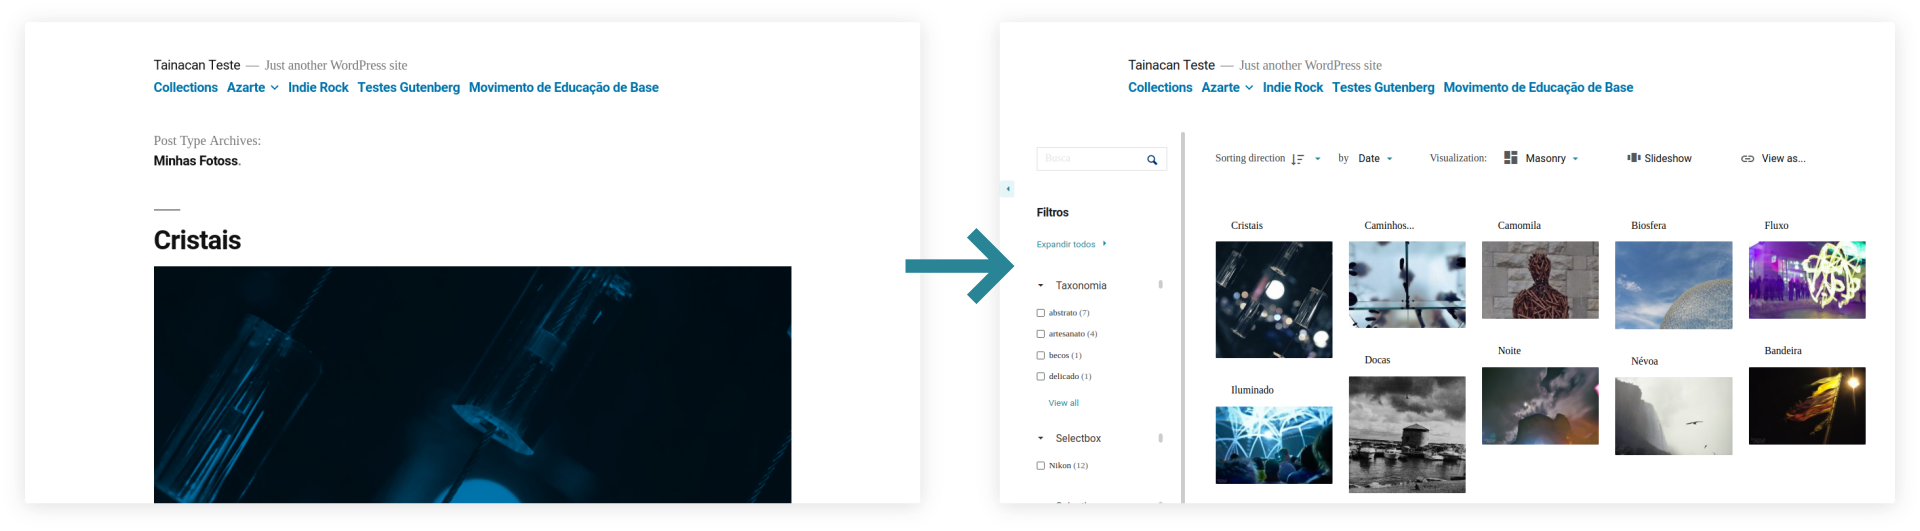 Tainacan Teste — Just another WordPress site
Collections Azarte Indie Rock Testes Gutenberg Movimento de Educação de Base
Post Type Archives:
Minhas Fotoss.
Cristais
Tainacan Teste — Just another WordPress site
Collections Azarte Indie Rock Testes Gutenberg Movimento de Educação de Base
Busca
Sorting direction by Date Visualization: Masonry Slideshow View as...
Filtros
Expandir todos
Taxonomia
abstrato (7)
artesanato (4)
becos (1)
delicado (1)
View all
Selectbox
Nikon (12)
Cristais Caminhos... Camomila Biosfera Fluxo
Docas Noite Névoa Bandeira
Iluminado